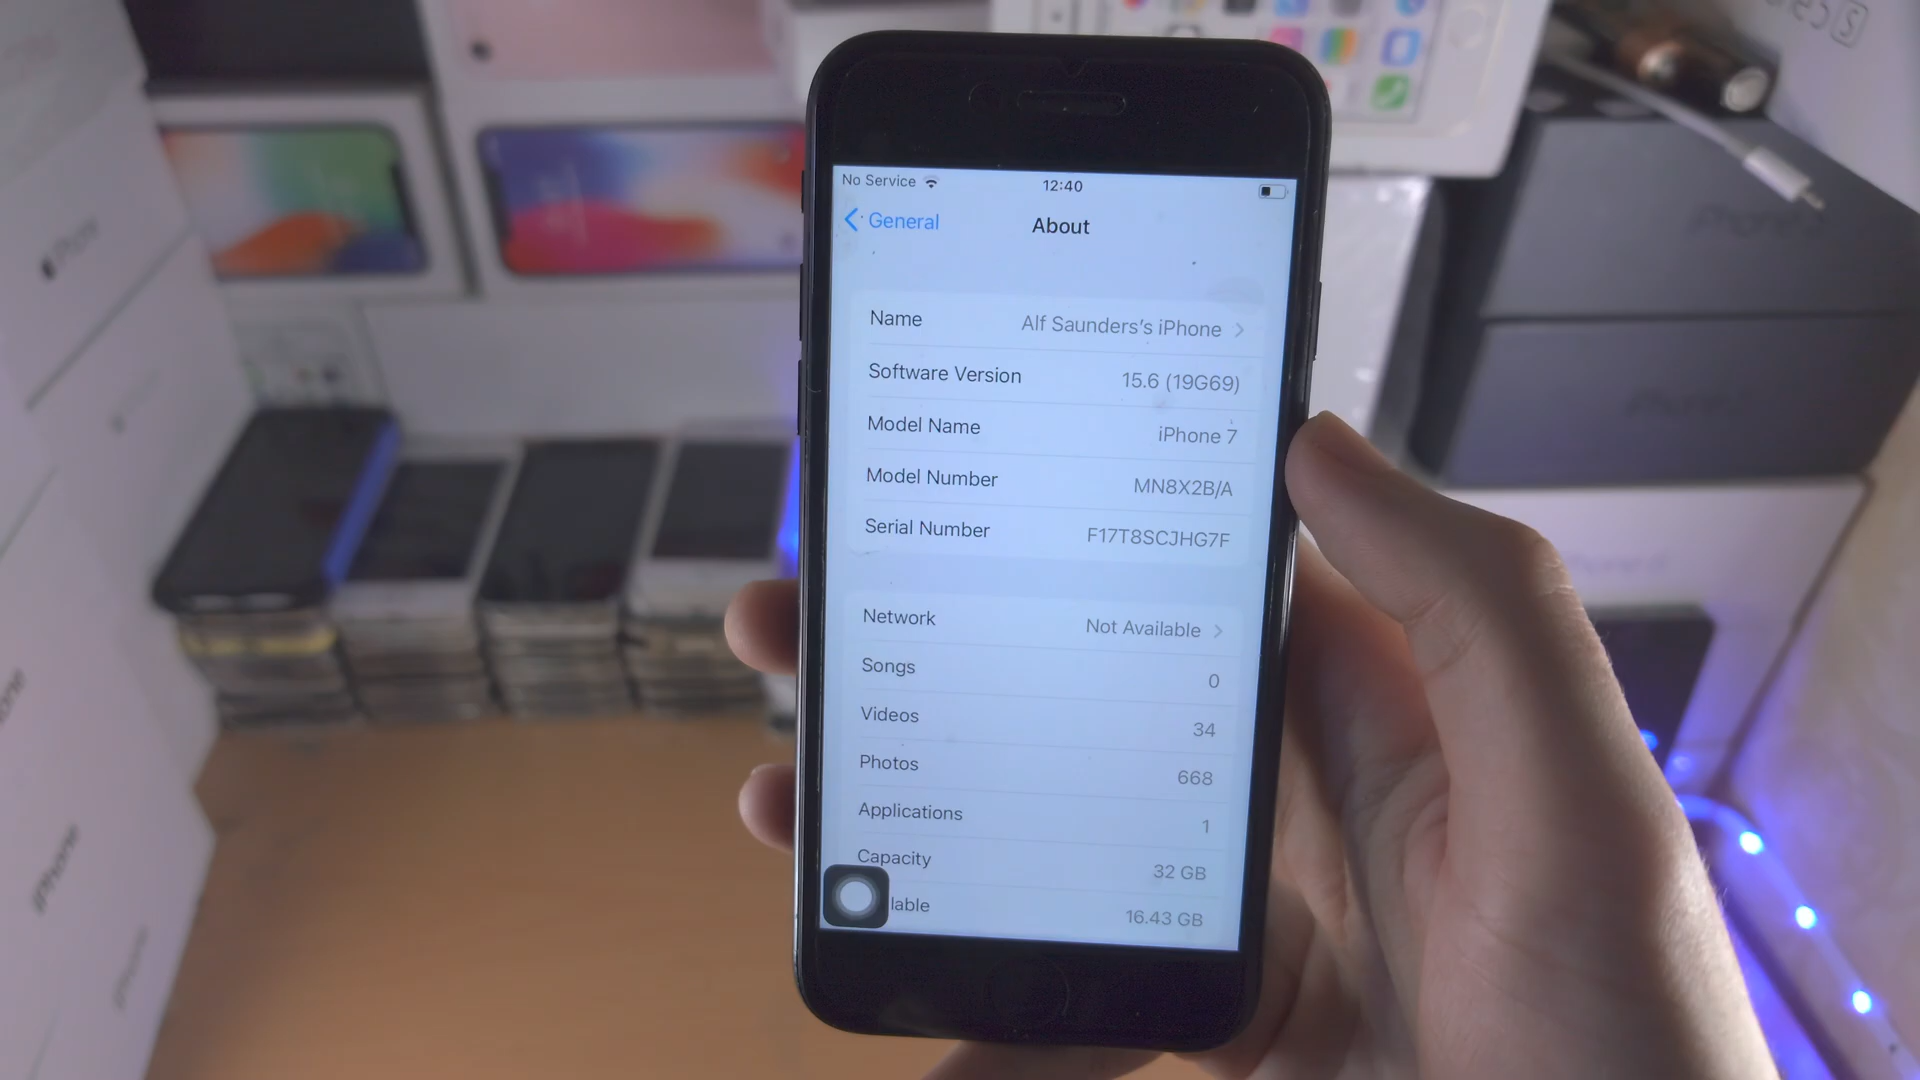 No Service
12:40
General
About
Name
Alf Saunders’s iPhone
Software Version
15.6 (19G69)
Model Name
iPhone 7
Model Number
MN8X2B/A
Serial Number
F17T8SCJHG7F
Network
Not Available
Songs
0
Videos
34
Photos
668
Applications
1
Capacity
32 GB
lable
16.43 GB
iPhone
iPhone